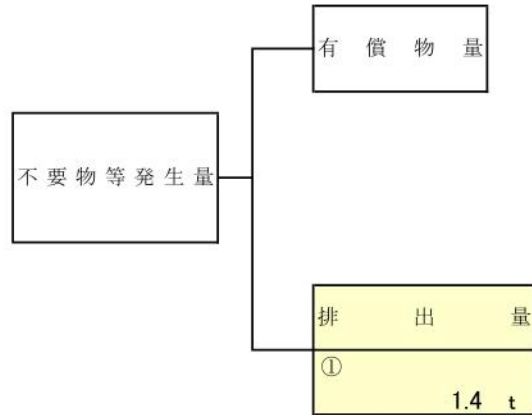 有償物量
不要物等発生量
排出量
①
1.4 t